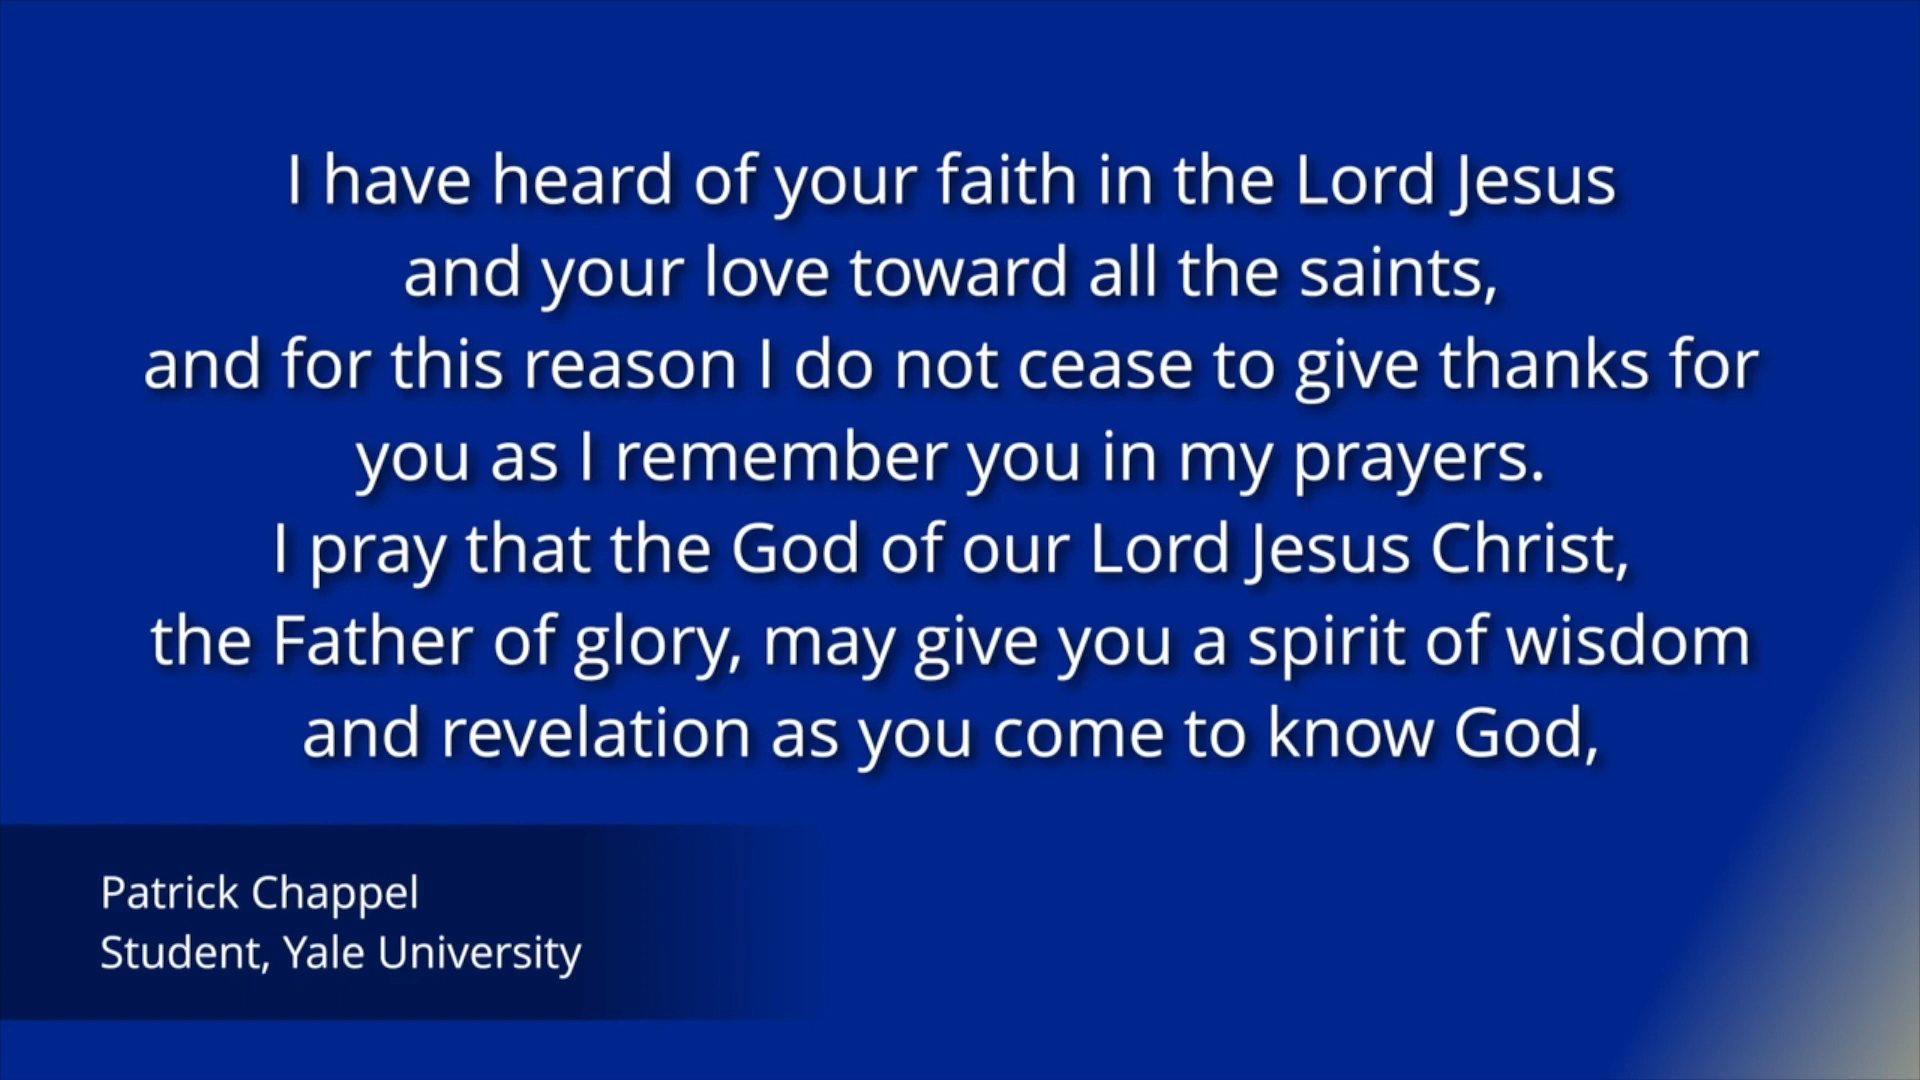 I have heard of your faith in the Lord Jesus
and your love toward all the saints,
and for this reason I do not cease to give thanks for
you as I remember you in my prayers.
I pray that the God of our Lord Jesus Christ,
the Father of glory, may give you a spirit of wisdom
and revelation as you come to know God,
Patrick Chappel
Student, Yale University